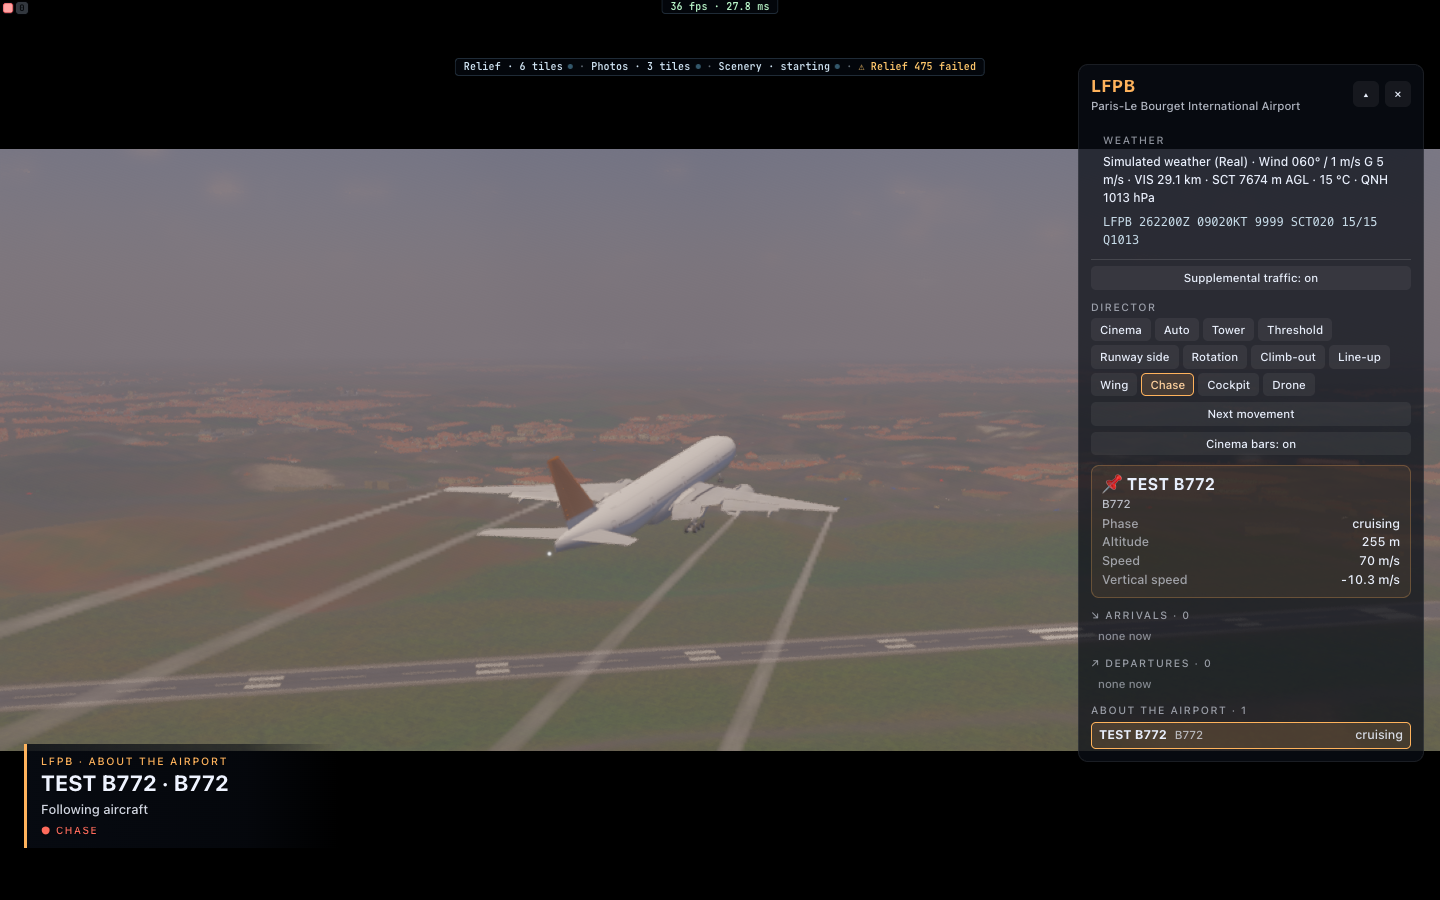 36 fps · 27.8 ms
Relief · 6 tiles · Photos · 3 tiles · Scenery · starting · ⚠ Relief 475 failed
LFPB
Paris-Le Bourget International Airport
WEATHER
Simulated weather (Real) · Wind 060° / 1 m/s G 5
m/s · VIS 29.1 km · SCT 7674 m AGL · 15 °C · QNH
1013 hPa
LFPB 262200Z 09020KT 9999 SCT020 15/15
Q1013
Supplemental traffic: on
DIRECTOR
Cinema Auto Tower Threshold
Runway side Rotation Climb-out Line-up
Wing Chase Cockpit Drone
Next movement
Cinema bars: on
📌 TEST B772
B772
Phase cruising
Altitude 255 m
Speed 70 m/s
Vertical speed -10.3 m/s
↘ ARRIVALS · 0
none now
↗ DEPARTURES · 0
none now
ABOUT THE AIRPORT · 1
TEST B772 B772 cruising
LFPB · ABOUT THE AIRPORT
TEST B772 · B772
Following aircraft
CHASE